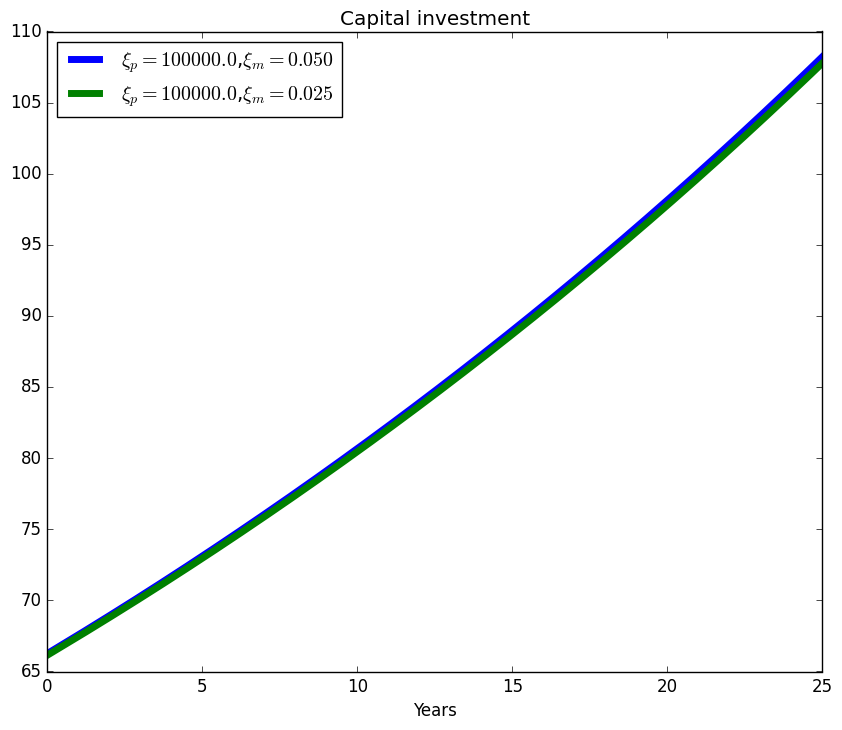 Capital investment
110
105
100
95
90
85
80
75
70
65
ξₚ = 100000.0,ξₘ = 0.050
ξₚ = 100000.0,ξₘ = 0.025
0 5 10 15 20 25
Years